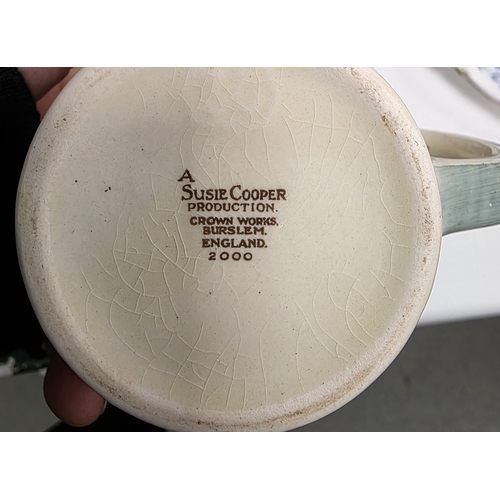 A
SUSIE COOPER
PRODUCTION.
CROWN WORKS,
BURSLEM,
ENGLAND.
2000